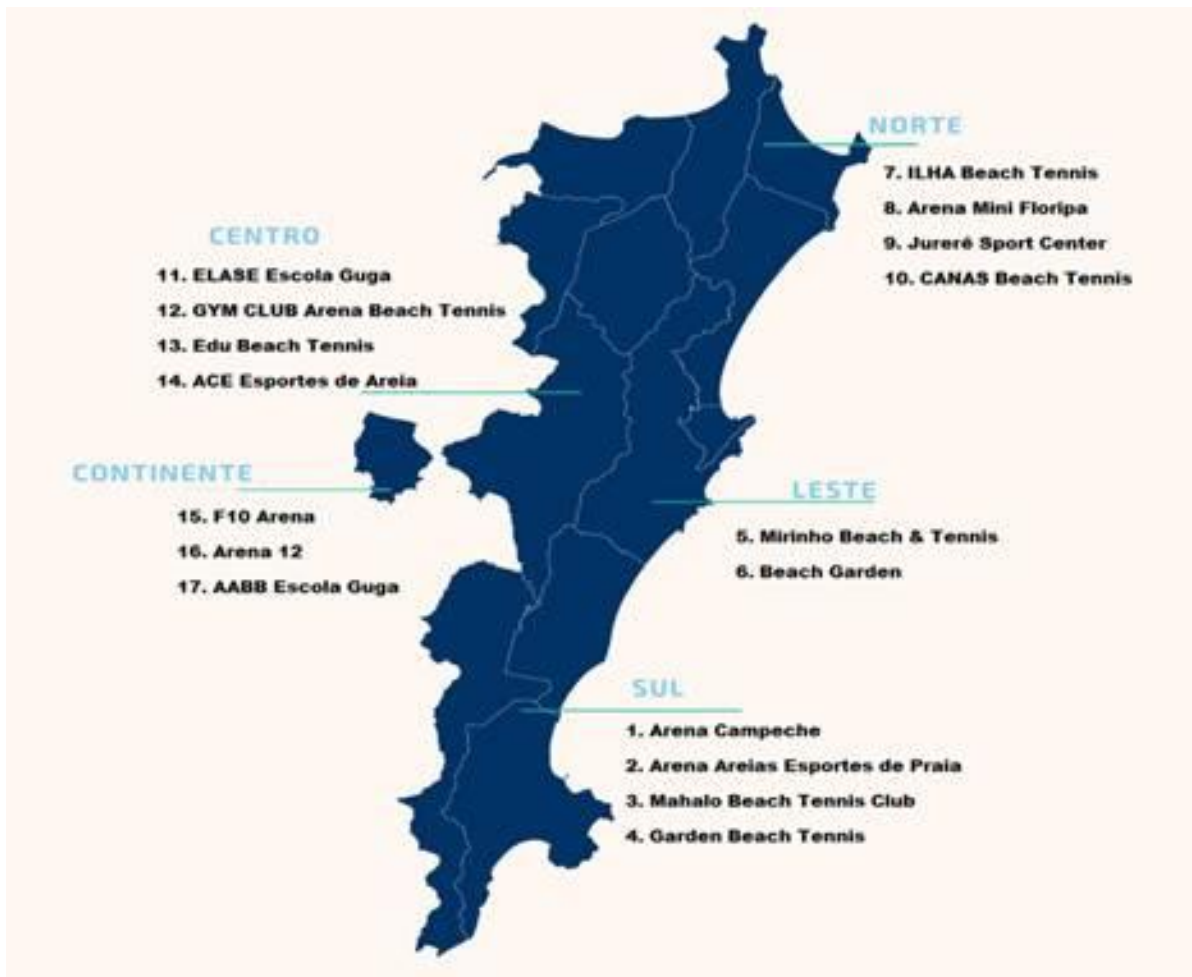 NORTE
7. ILHA Beach Tennis
8. Arena Mini Floripa
9. Jurerê Sport Center
10. CANAS Beach Tennis
CENTRO
11. ELASE Escola Guga
12. GYM CLUB Arena Beach Tennis
13. Edu Beach Tennis
14. ACE Esportes de Areia
CONTINENTE
15. F10 Arena
16. Arena 12
17. AABB Escola Guga
LESTE
5. Mirinho Beach & Tennis
6. Beach Garden
SUL
1. Arena Campeche
2. Arena Areias Esportes de Praia
3. Mahalo Beach Tennis Club
4. Garden Beach Tennis